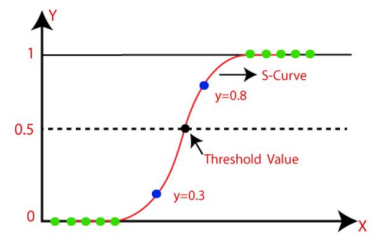 Y
1
S-Curve
y=0.8
0.5
Threshold Value
y=0.3
0
X